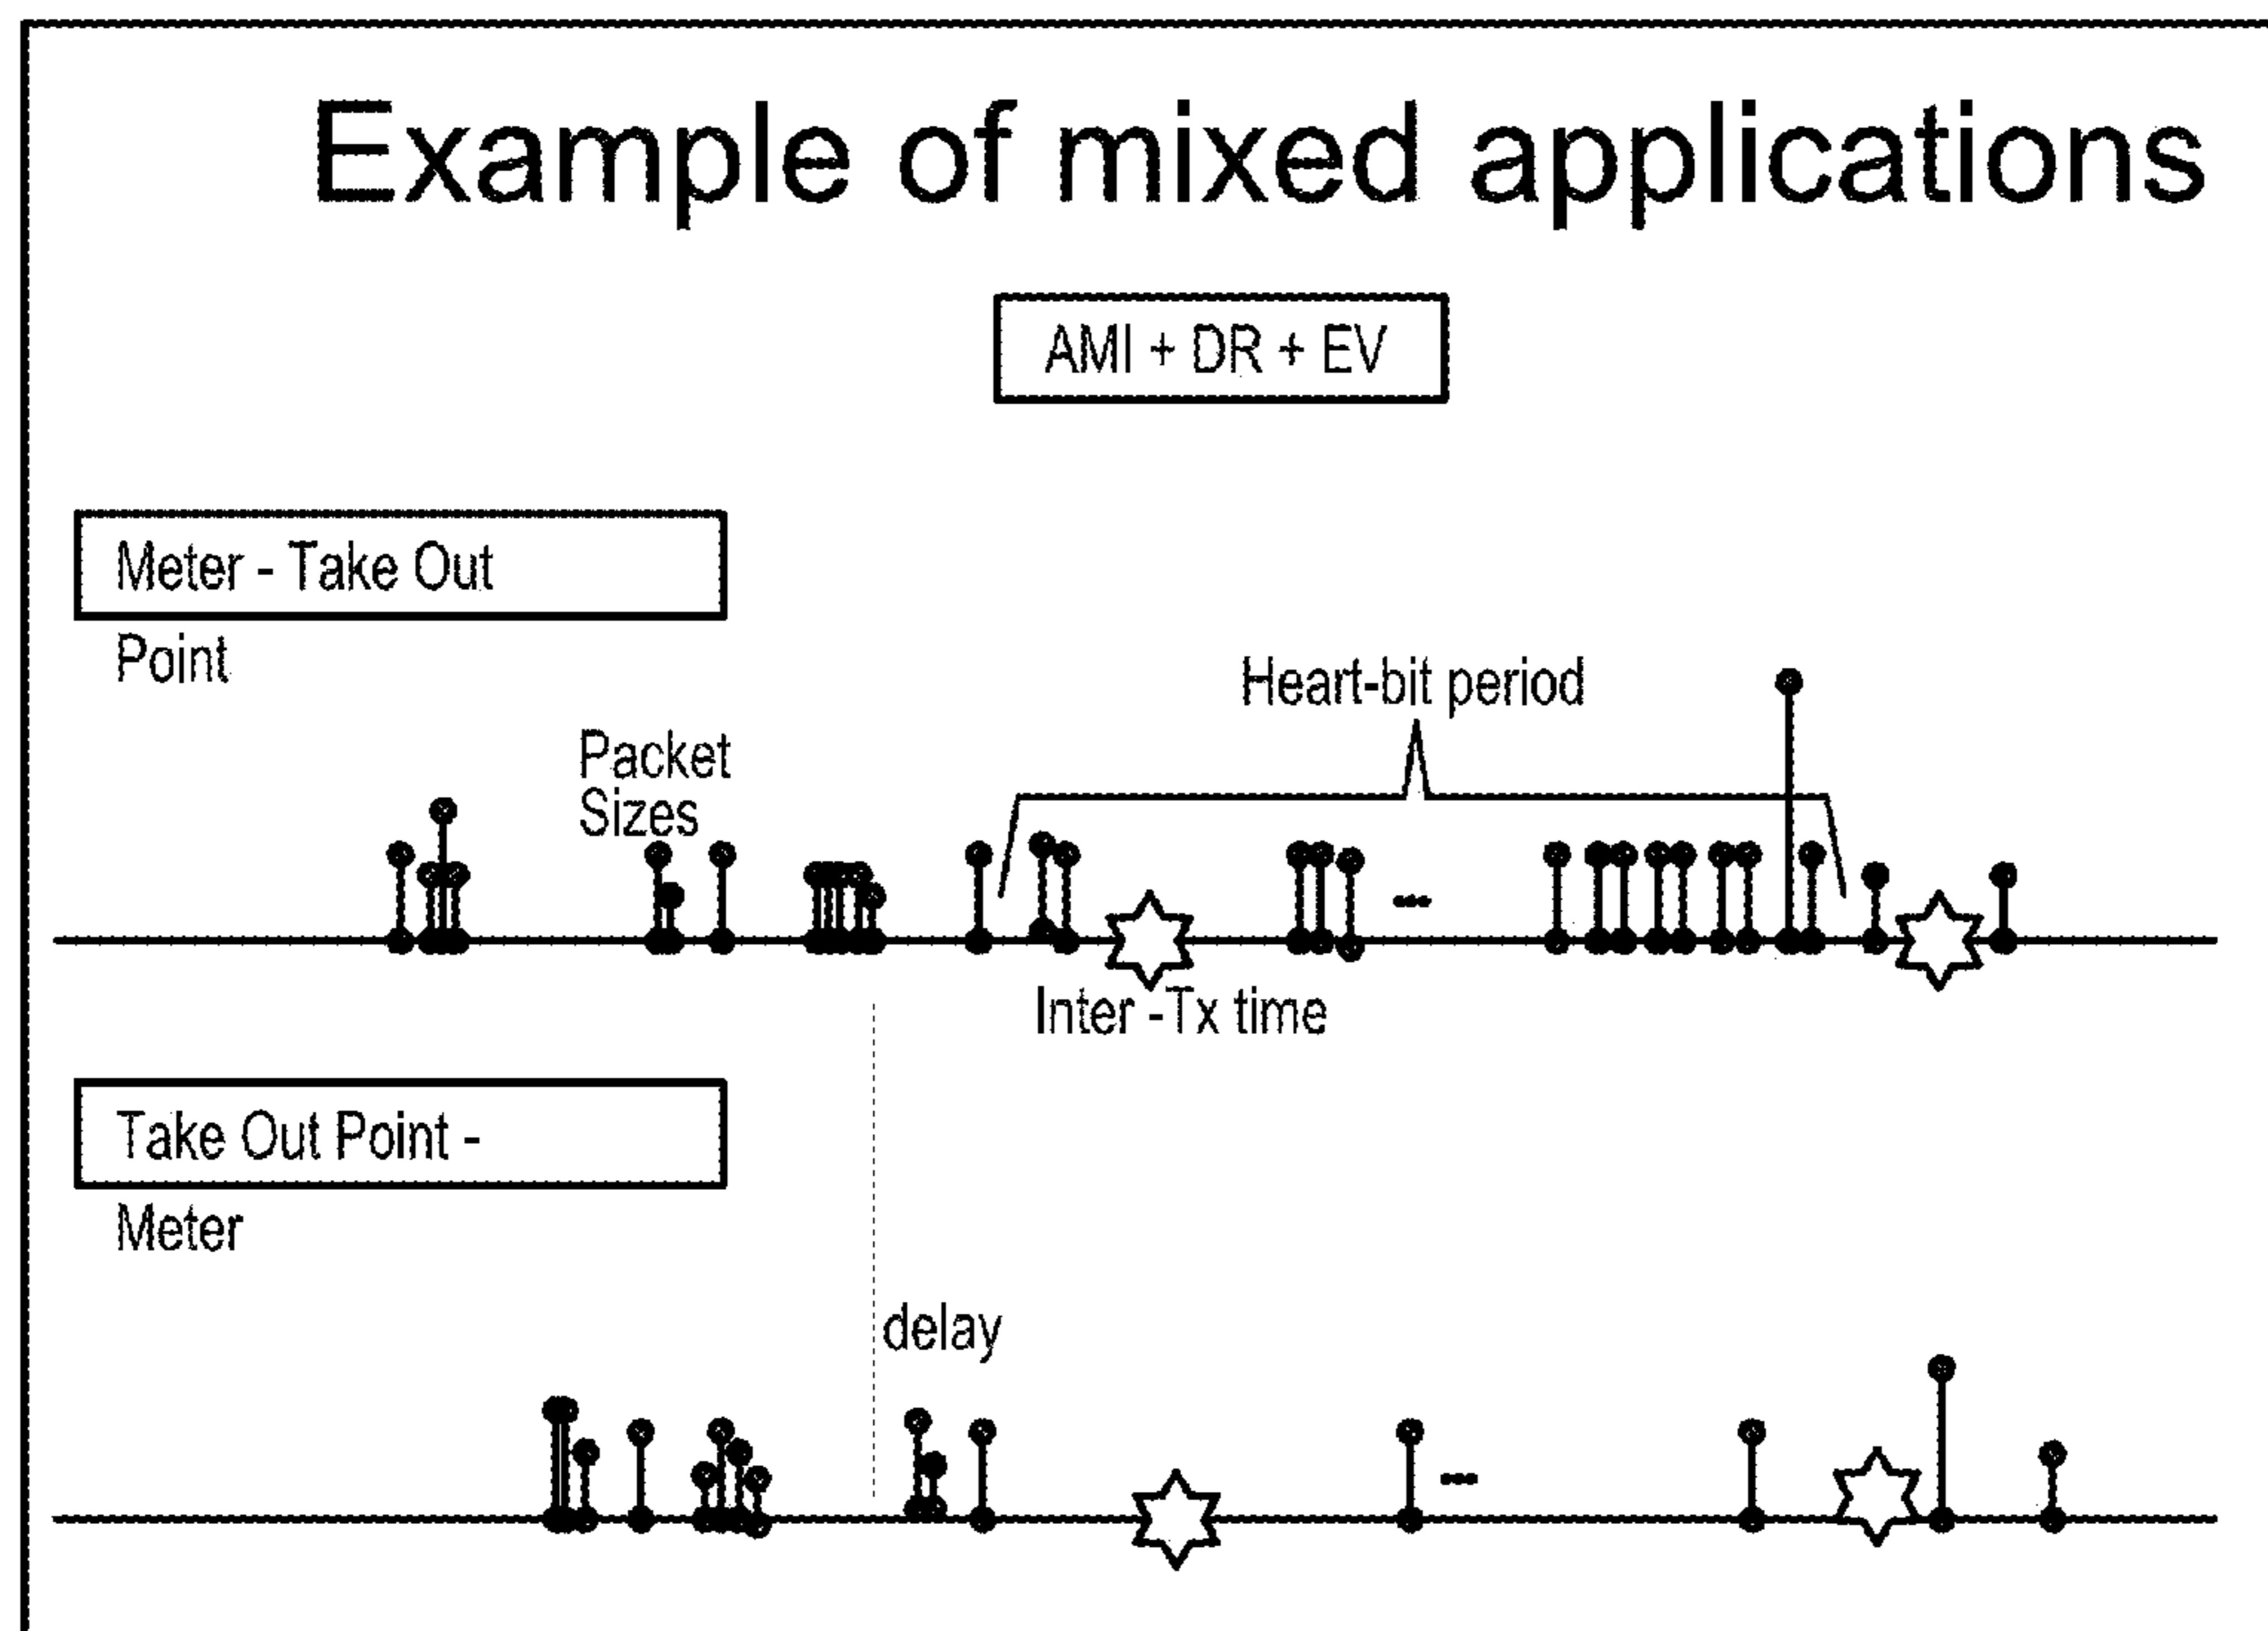 Example of mixed applications
AMI + DR + EV
Meter - Take Out
Point
Heart-bit period
Packet
Sizes
Inter -Tx time
Take Out Point -
Meter
delay